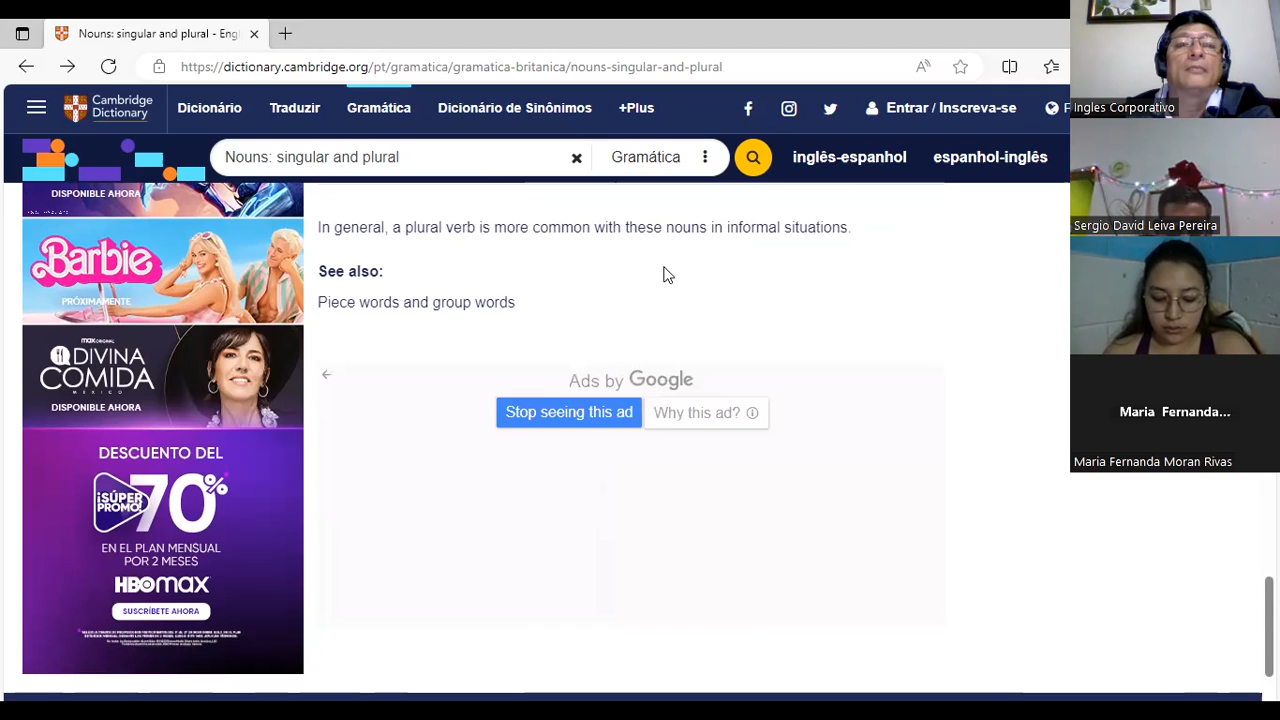 Nouns: singular and plural - Engl
https://dictionary.cambridge.org/pt/gramatica/gramatica-britanica/nouns-singular-and-plural
Cambridge
Dictionary
Dicionário
Traduzir
Gramática
Dicionário de Sinônimos
+Plus
Entrar / Inscreva-se
Nouns: singular and plural
Gramática
inglês-espanhol
espanhol-inglês
DISPONIBLE AHORA
Barbie
PRÓXIMAMENTE
max ORIGINAL
DIVINA
COMIDA
MÉXICO
DISPONIBLE AHORA
DESCUENTO DEL
¡SÚPER
PROMO!
70%
EN EL PLAN MENSUAL
POR 2 MESES
HBOmax
SUSCRÍBETE AHORA
In general, a plural verb is more common with these nouns in informal situations.
See also:
Piece words and group words
Ads by Google
Stop seeing this ad
Why this ad?
Ingles Corporativo
Sergio David Leiva Pereira
Maria Fernanda...
Maria Fernanda Moran Rivas